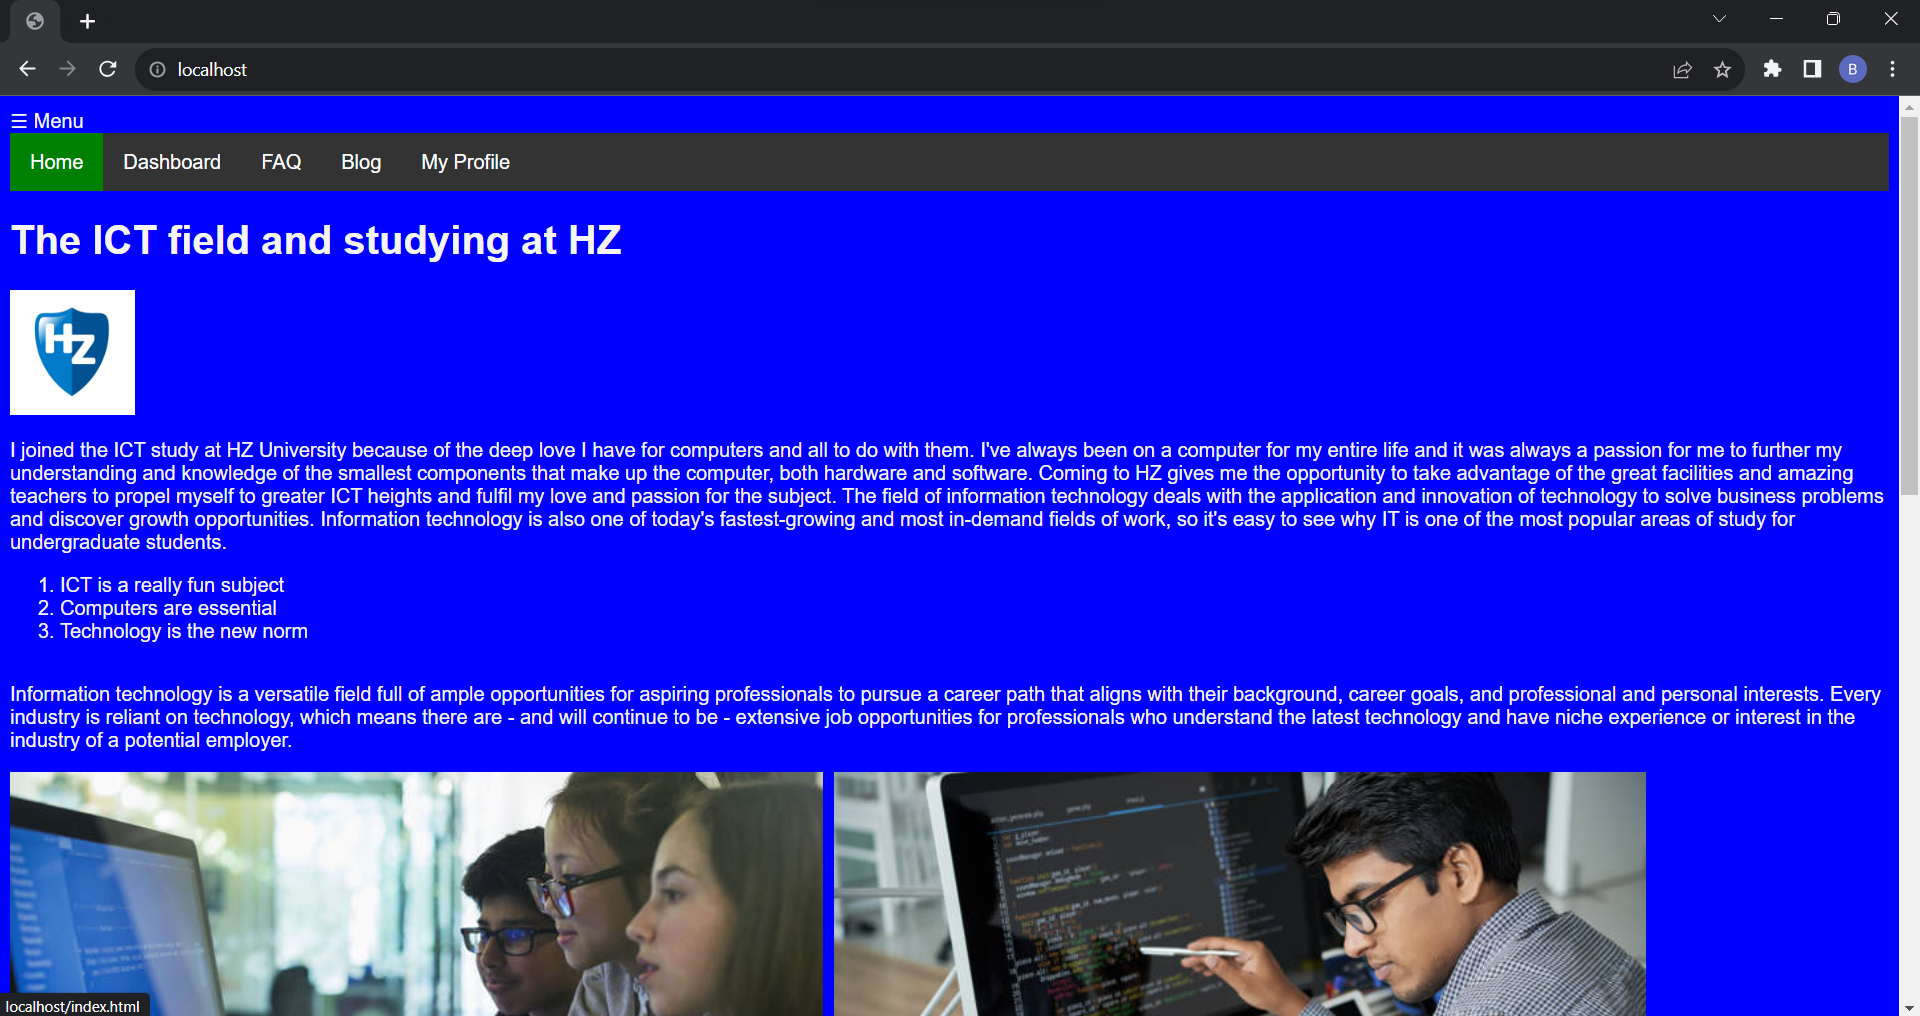 localhost
B
☰ Menu
Home Dashboard FAQ Blog My Profile
The ICT field and studying at HZ
HZ
I joined the ICT study at HZ University because of the deep love I have for computers and all to do with them. I've always been on a computer for my entire life and it was always a passion for me to further my
understanding and knowledge of the smallest components that make up the computer, both hardware and software. Coming to HZ gives me the opportunity to take advantage of the great facilities and amazing
teachers to propel myself to greater ICT heights and fulfil my love and passion for the subject. The field of information technology deals with the application and innovation of technology to solve business problems
and discover growth opportunities. Information technology is also one of today's fastest-growing and most in-demand fields of work, so it's easy to see why IT is one of the most popular areas of study for
undergraduate students.
1. ICT is a really fun subject
2. Computers are essential
3. Technology is the new norm
Information technology is a versatile field full of ample opportunities for aspiring professionals to pursue a career path that aligns with their background, career goals, and professional and personal interests. Every
industry is reliant on technology, which means there are - and will continue to be - extensive job opportunities for professionals who understand the latest technology and have niche experience or interest in the
industry of a potential employer.
localhost/index.html